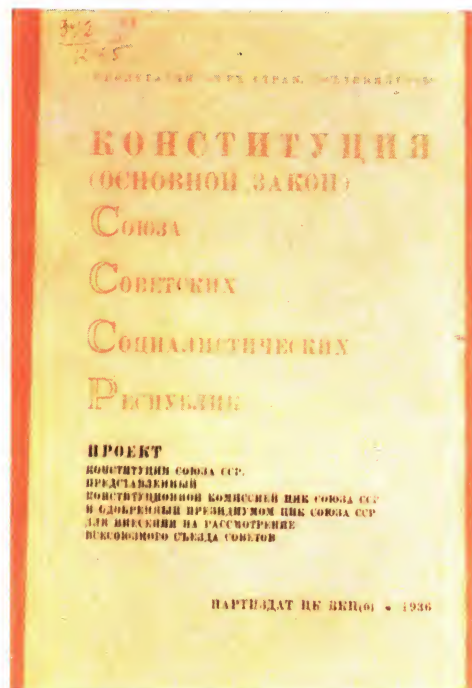 ПРОЛЕТАРИИ ВСЕХ СТРАН, СОЕДИНЯЙТЕСЬ
КОНСТИТУЦИЯ
(ОСНОВНОЙ ЗАКОН)
СОЮЗА
СОВЕТСКИХ
СОЦИАЛИСТИЧЕСКИХ
РЕСПУБЛИК
ПРОЕКТ
КОНСТИТУЦИИ СОЮЗА ССР,
ПРЕДСТАВЛЕННЫЙ
КОНСТИТУЦИОННОЙ КОМИССИЕЙ ЦИК СОЮЗА ССР
И ОДОБРЕННЫЙ ПРЕЗИДИУМОМ ЦИК СОЮЗА ССР
ДЛЯ ВНЕСЕНИЯ НА РАССМОТРЕНИЕ
ВСЕСОЮЗНОГО СЪЕЗДА СОВЕТОВ
ПАРТИЗДАТ ЦК ВКП(б) • 1936